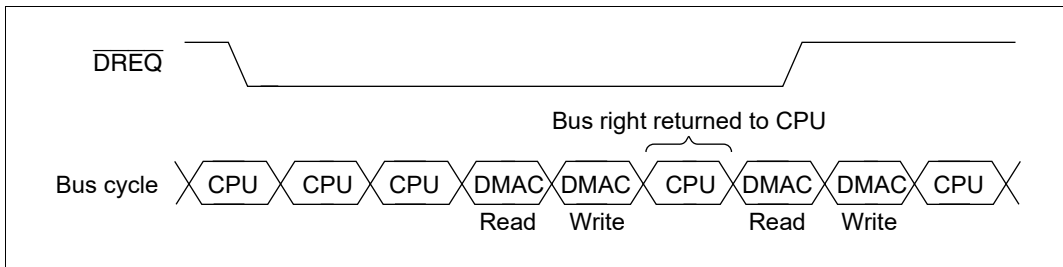 DREQ
Bus right returned to CPU
Bus cycle CPU CPU CPU DMAC DMAC CPU DMAC DMAC CPU
Read Write Read Write